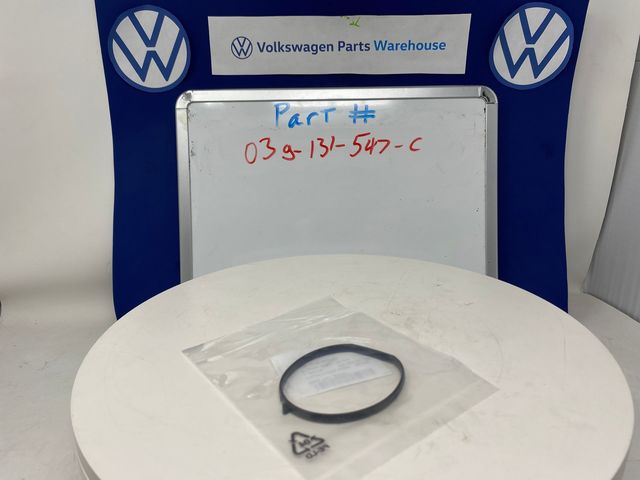 Volkswagen Parts Warehouse
Part #
03g-131-547-C